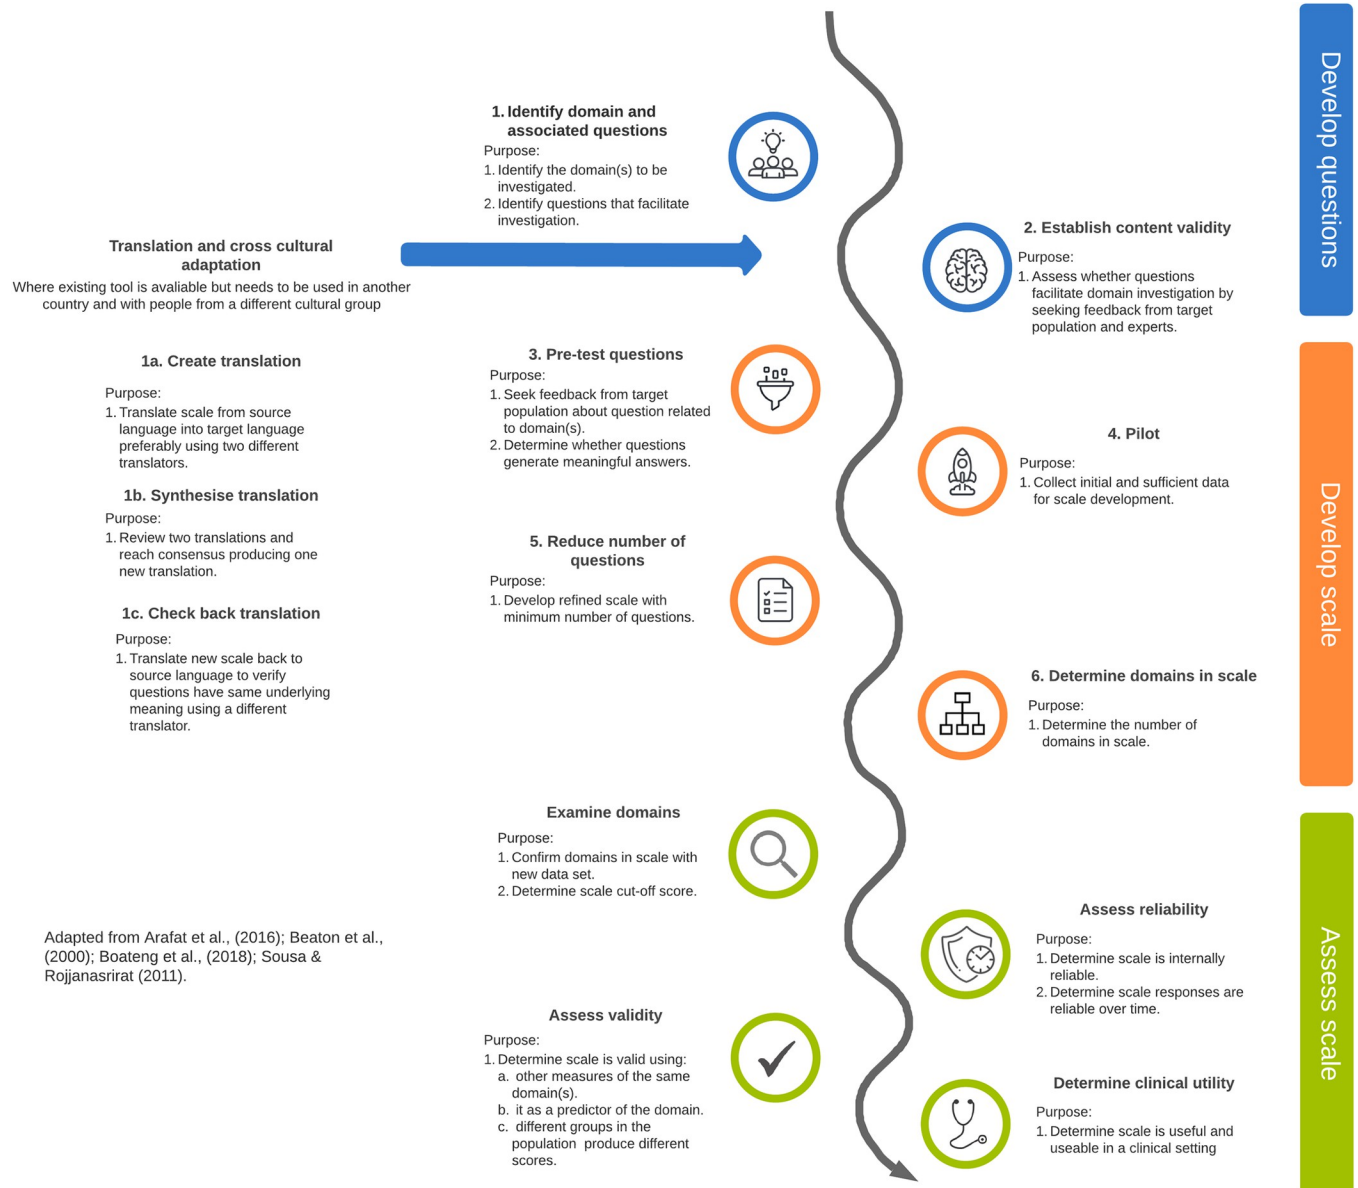 Develop questions
1. Identify domain and
associated questions
Purpose:
1. Identify the domain(s) to be
investigated.
2. Identify questions that facilitate
investigation.
2. Establish content validity
Purpose:
1. Assess whether questions
facilitate domain investigation by
seeking feedback from target
population and experts.
Translation and cross cultural
adaptation
Where existing tool is avaliable but needs to be used in another
country and with people from a different cultural group
1a. Create translation
Purpose:
1. Translate scale from source
language into target language
preferably using two different
translators.
1b. Synthesise translation
Purpose:
1. Review two translations and
reach consensus producing one
new translation.
1c. Check back translation
Purpose:
1. Translate new scale back to
source language to verify
questions have same underlying
meaning using a different
translator.
Develop scale
3. Pre-test questions
Purpose:
1. Seek feedback from target
population about question related
to domain(s).
2. Determine whether questions
generate meaningful answers.
4. Pilot
Purpose:
1. Collect initial and sufficient data
for scale development.
5. Reduce number of
questions
Purpose:
1. Develop refined scale with
minimum number of questions.
6. Determine domains in scale
Purpose:
1. Determine the number of
domains in scale.
Assess scale
Examine domains
Purpose:
1. Confirm domains in scale with
new data set.
2. Determine scale cut-off score.
Assess reliability
Purpose:
1. Determine scale is internally
reliable.
2. Determine scale responses are
reliable over time.
Assess validity
Purpose:
1. Determine scale is valid using:
a. other measures of the same
domain(s).
b. it as a predictor of the domain.
c. different groups in the
population produce different
scores.
Determine clinical utility
Purpose:
1. Determine scale is useful and
useable in a clinical setting
Adapted from Arafat et al., (2016); Beaton et al.,
(2000); Boateng et al., (2018); Sousa &
Rojjanasrirat (2011).